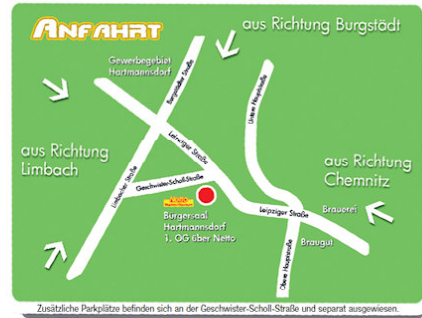 ANFAHRT
aus Richtung Burgstädt
Gewerbegebiet
Hartmannsdorf
Burgstädter Straße
Leipziger Straße
Untere Hauptstraße
aus Richtung
Limbach
Limbacher Straße
Geschwister-Scholl-Straße
aus Richtung
Chemnitz
Bürgersaal
Hartmannsdorf
1. OG über Netto
Leipziger Straße
Brauerei
Braugut
Obere Hauptstraße
Zusätzliche Parkplätze befinden sich an der Geschwister-Scholl-Straße und separat ausgewiesen.